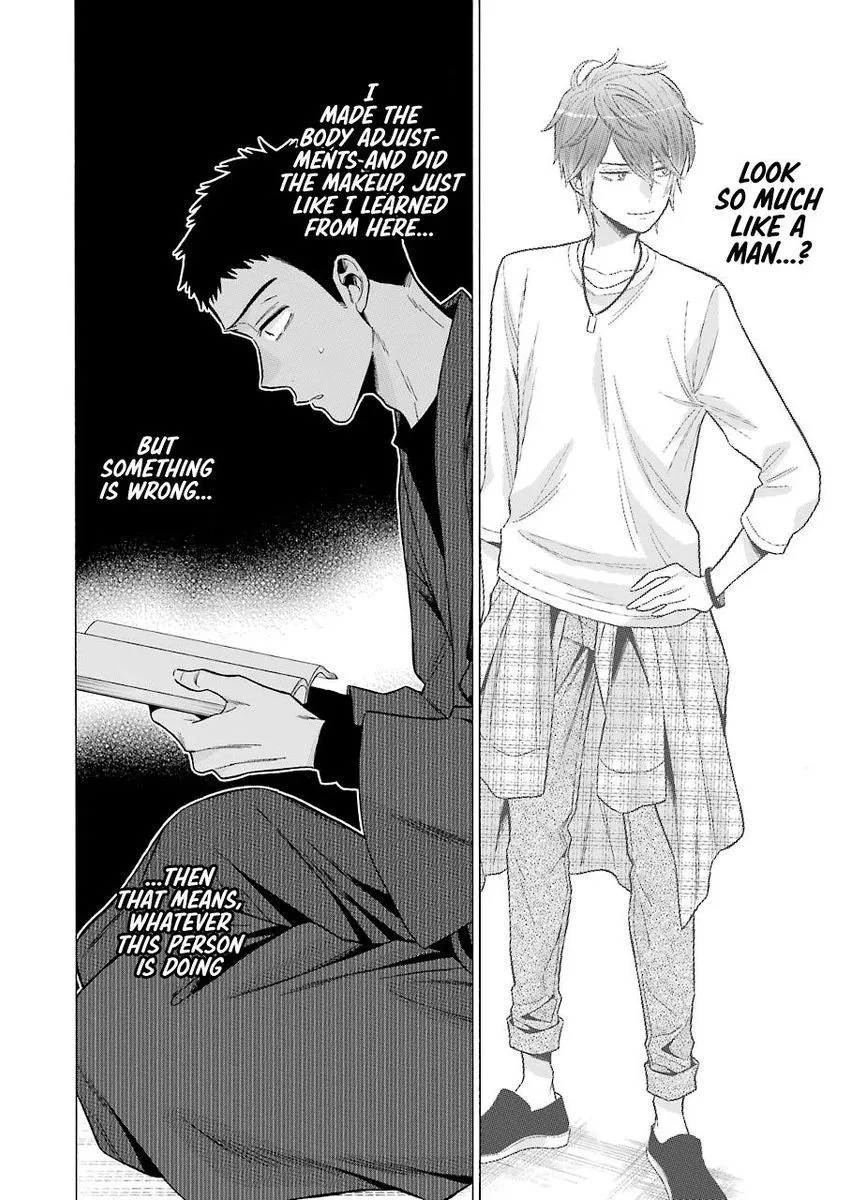 LOOK
SO MUCH
LIKE A
MAN...?
I
MADE THE
BODY ADJUST-
MENTS AND DID
THE MAKEUP, JUST
LIKE I LEARNED
FROM HERE...
BUT
SOMETHING
IS WRONG...
...THEN
THAT MEANS,
WHATEVER
THIS PERSON
IS DOING